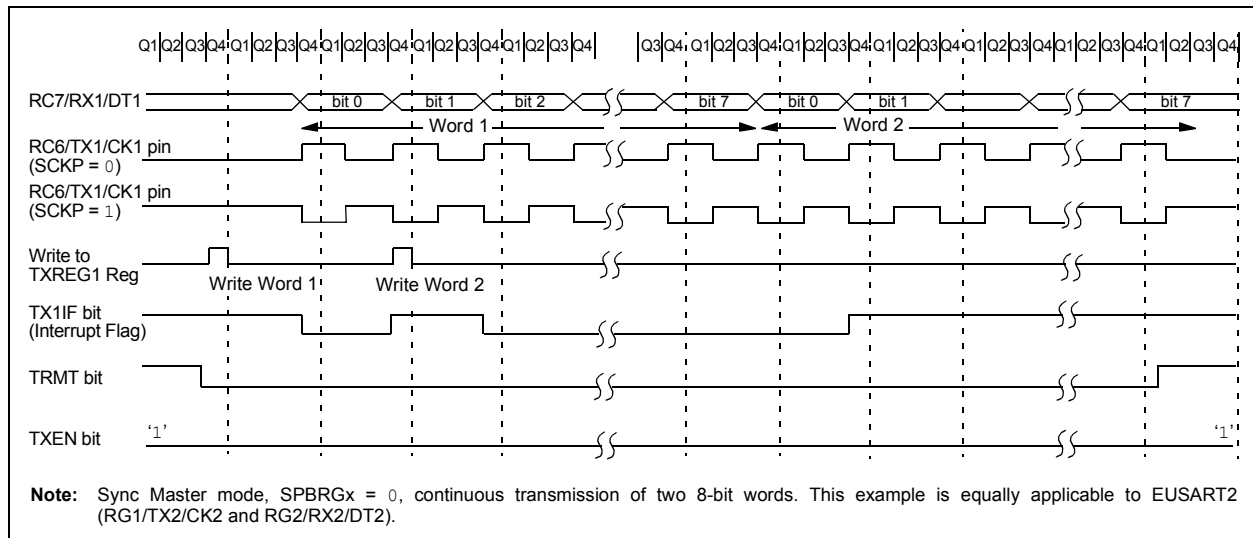 Q1 Q2 Q3 Q4 Q1 Q2 Q3 Q4 Q1 Q2 Q3 Q4 Q1 Q2 Q3 Q4 Q1 Q2 Q3 Q4 Q3 Q4 Q1 Q2 Q3 Q4 Q1 Q2 Q3 Q4 Q1 Q2 Q3 Q4 Q1 Q2 Q3 Q4 Q1 Q2 Q3 Q4 Q1 Q2 Q3 Q4
RC7/RX1/DT1 bit 0 bit 1 bit 2 bit 7 bit 0 bit 1 bit 7
Word 1 Word 2
RC6/TX1/CK1 pin
(SCKP = 0)
RC6/TX1/CK1 pin
(SCKP = 1)
Write to
TXREG1 Reg
Write Word 1 Write Word 2
TX1IF bit
(Interrupt Flag)
TRMT bit
TXEN bit ‘1’ ‘1’
Note: Sync Master mode, SPBRGx = 0, continuous transmission of two 8-bit words. This example is equally applicable to EUSART2
(RG1/TX2/CK2 and RG2/RX2/DT2).